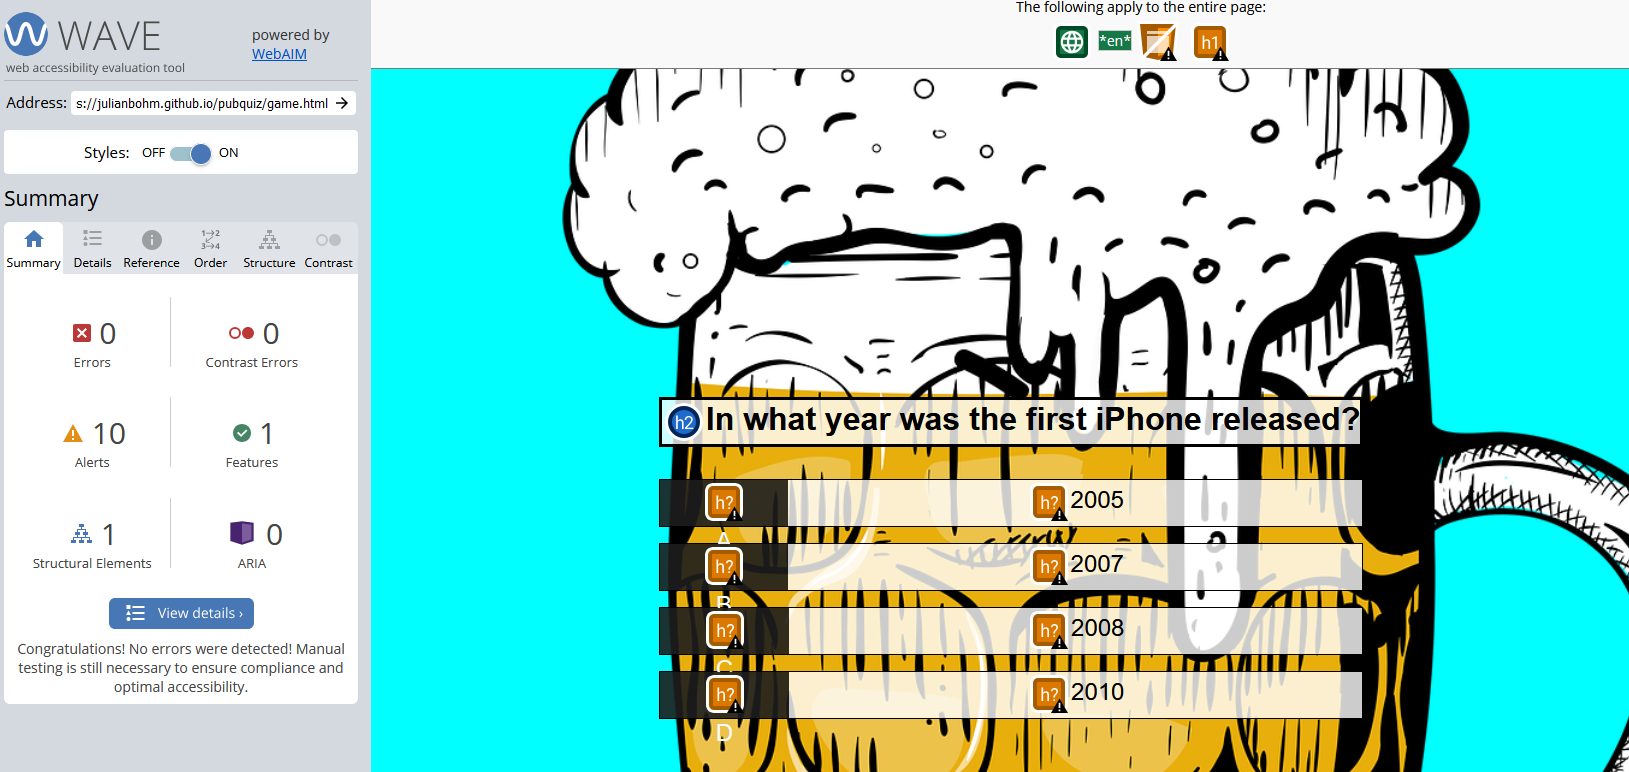 WAVE
powered by
WebAIM
web accessibility evaluation tool
Address: s://julianbohm.github.io/pubquiz/game.html
Styles: OFF ON
Summary
1→2
3→4
Summary Details Reference Order Structure Contrast
0 0
Errors Contrast Errors
10 1
Alerts Features
1 0
Structural Elements ARIA
View details ›
Congratulations! No errors were detected! Manual
testing is still necessary to ensure compliance and
optimal accessibility.
The following apply to the entire page:
*en* h1
h2 In what year was the first iPhone released?
h? h? 2005
A
h? h? 2007
B
h? h? 2008
C
h? h? 2010
D